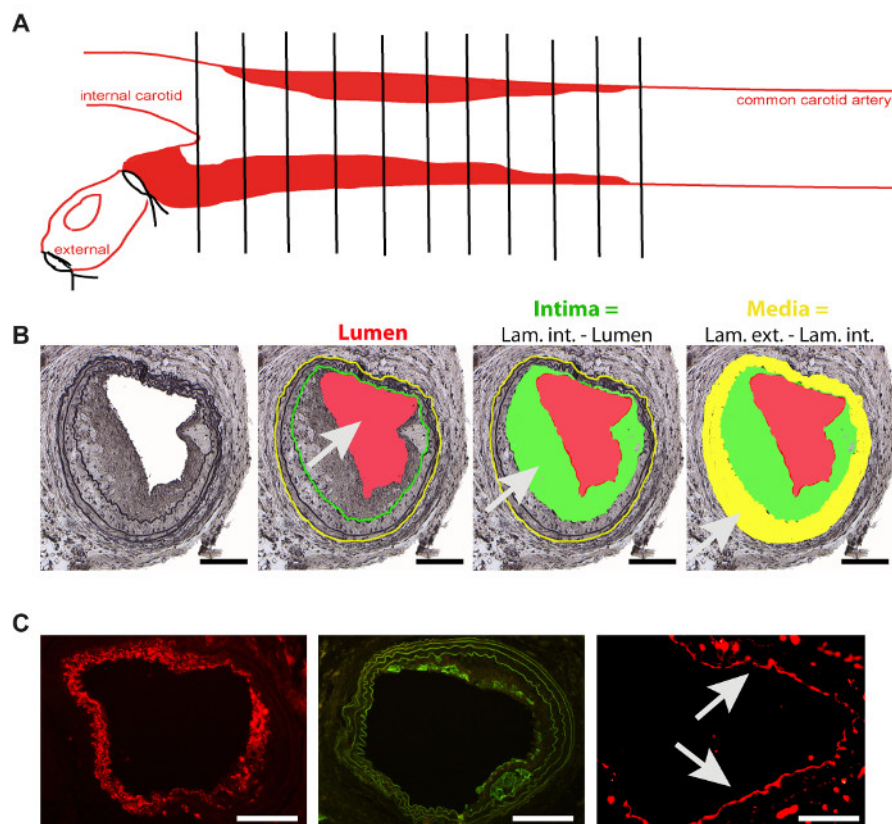 A
internal carotid
common carotid artery
external
B
Lumen
Intima =
Lam. int. - Lumen
Media =
Lam. ext. - Lam. int.
C